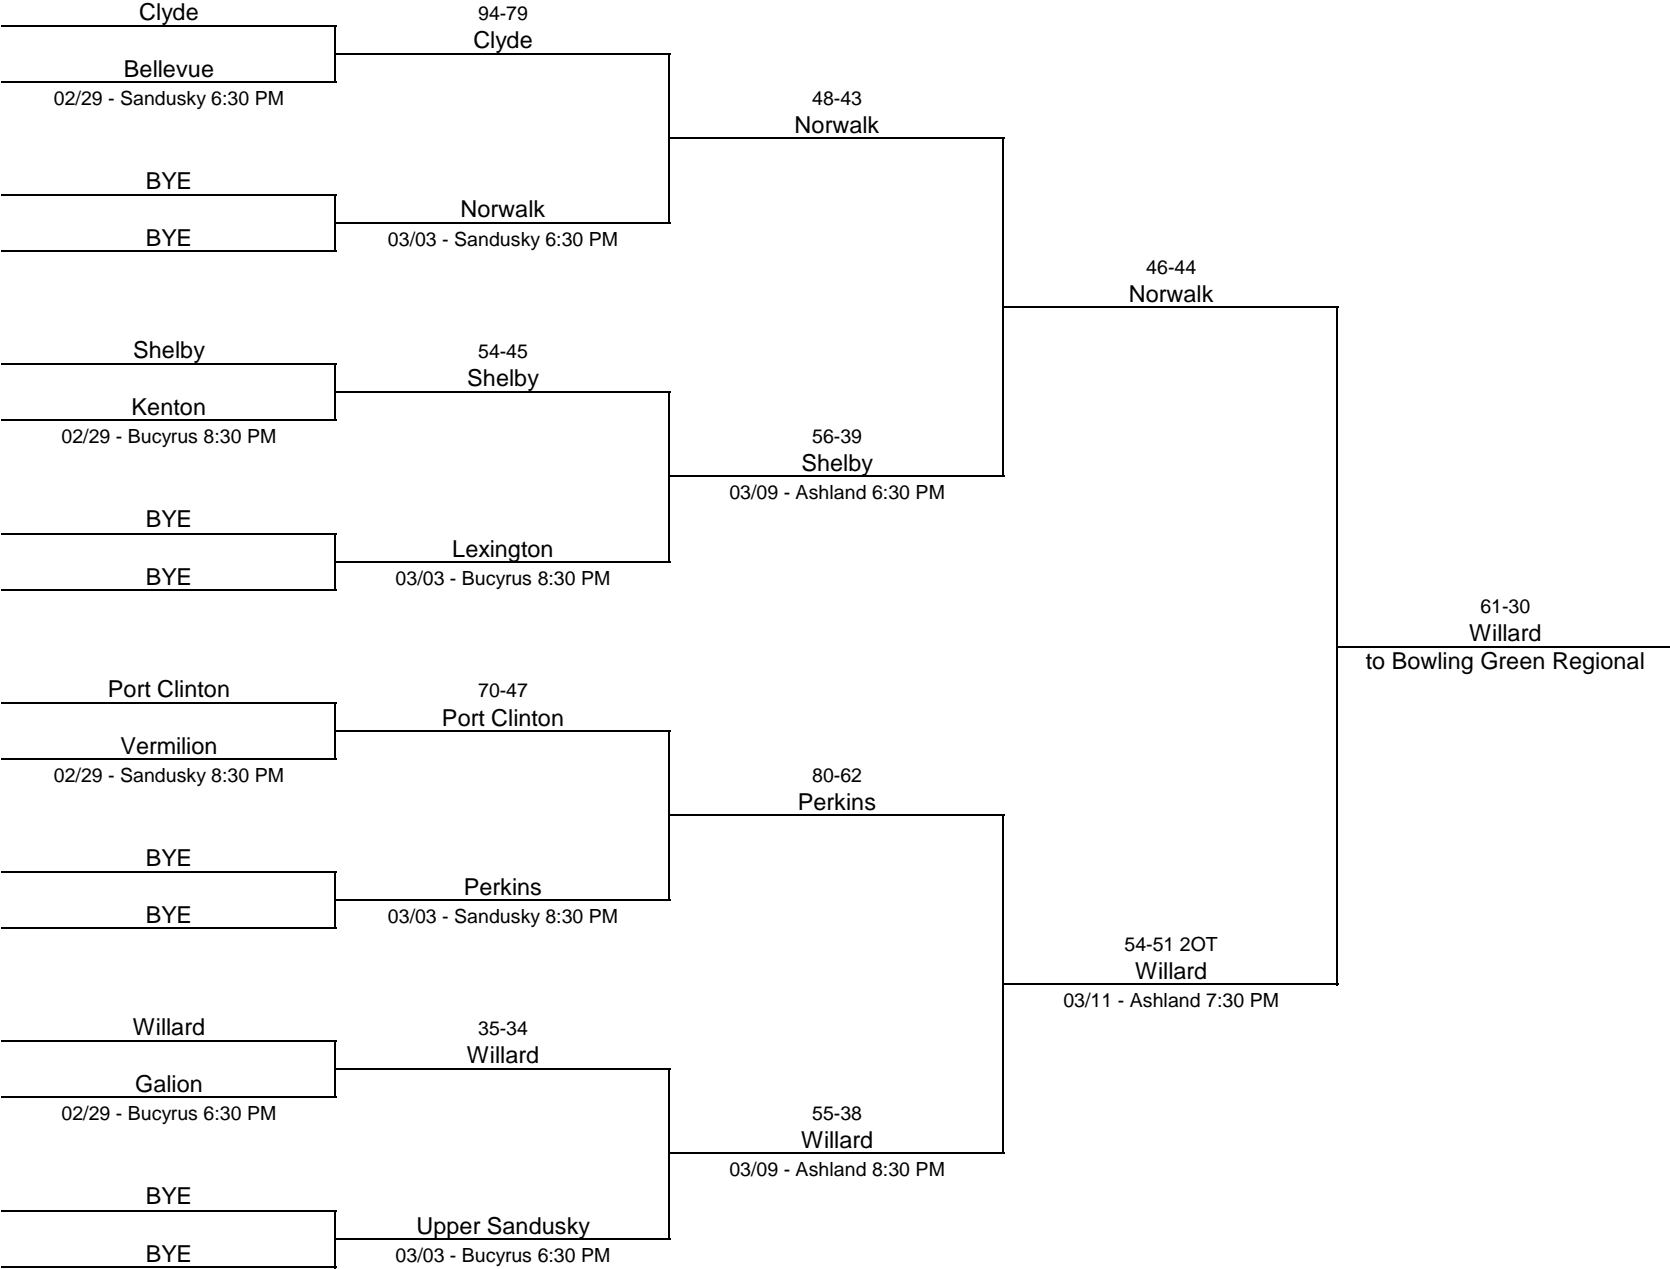 Clyde
Bellevue
02/29 - Sandusky 6:30 PM
BYE
BYE
Shelby
Kenton
02/29 - Bucyrus 8:30 PM
BYE
BYE
Port Clinton
Vermilion
02/29 - Sandusky 8:30 PM
BYE
BYE
Willard
Galion
02/29 - Bucyrus 6:30 PM
BYE
BYE
94-79
Clyde
Norwalk
03/03 - Sandusky 6:30 PM
54-45
Shelby
Lexington
03/03 - Bucyrus 8:30 PM
70-47
Port Clinton
Perkins
03/03 - Sandusky 8:30 PM
35-34
Willard
Upper Sandusky
03/03 - Bucyrus 6:30 PM
48-43
Norwalk
56-39
Shelby
03/09 - Ashland 6:30 PM
80-62
Perkins
55-38
Willard
03/09 - Ashland 8:30 PM
46-44
Norwalk
54-51 2OT
Willard
03/11 - Ashland 7:30 PM
61-30
Willard
to Bowling Green Regional